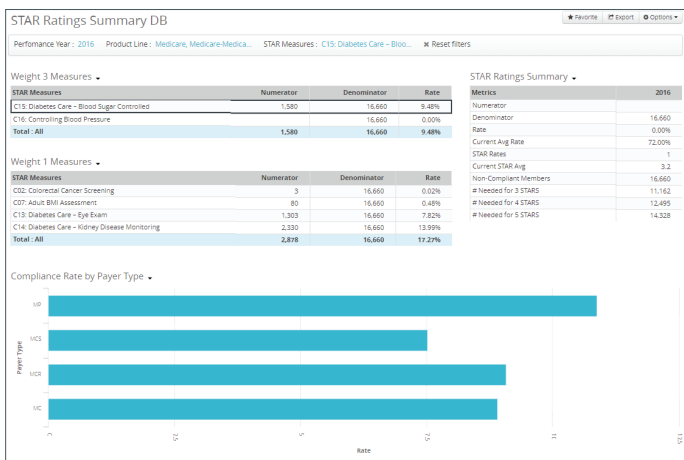 STAR Ratings Summary DB
Favorite Export Options
Perfomance Year : 2016 Product Line : Medicare, Medicare-Medica... STAR Measures : C15: Diabetes Care – Bloo... Reset filters
Weight 3 Measures
STAR Measures Numerator Denominator Rate
C15: Diabetes Care – Blood Sugar Controlled 1,580 16,660 9.48%
C16: Controlling Blood Pressure 16,660 0.00%
Total : All 1,580 16,660 9.48%
Weight 1 Measures
STAR Measures Numerator Denominator Rate
C02: Colorectal Cancer Screening 3 16,660 0.02%
C07: Adult BMI Assessment 80 16,660 0.48%
C13: Diabetes Care – Eye Exam 1,303 16,660 7.82%
C14: Diabetes Care – Kidney Disease Monitoring 2,330 16,660 13.99%
Total : All 2,878 16,660 17.27%
STAR Ratings Summary
Metrics 2016
Numerator
Denominator 16,660
Rate 0.00%
Current Avg Rate 72.00%
STAR Rates 1
Current STAR Avg 3.2
Non-Compliant Members 16,660
# Needed for 3 STARS 11,162
# Needed for 4 STARS 12,495
# Needed for 5 STARS 14,328
Compliance Rate by Payer Type
Payer Type
MP
MCS
MCR
MC
0 2.5 5 7.5 12.5
Rate